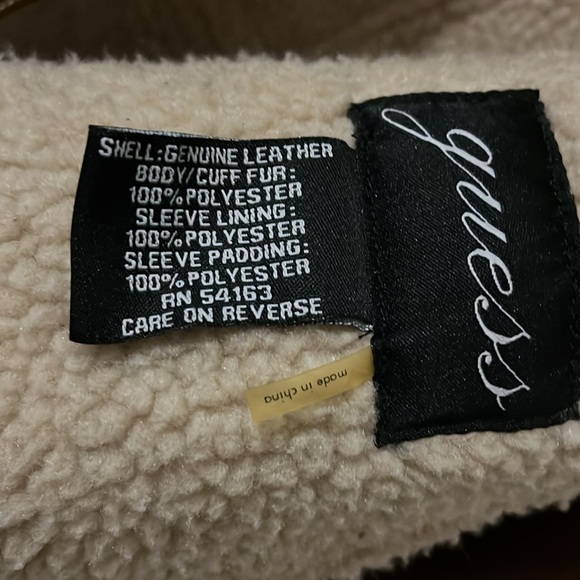 SHELL:GENUINE LEATHER
BODY/CUFF FUR:
100%POLYESTER
SLEEVE LINING:
100%POLYESTER
SLEEVE PADDING:
100%POLYESTER
RN 54163
CARE ON REVERSE
guess
made in china